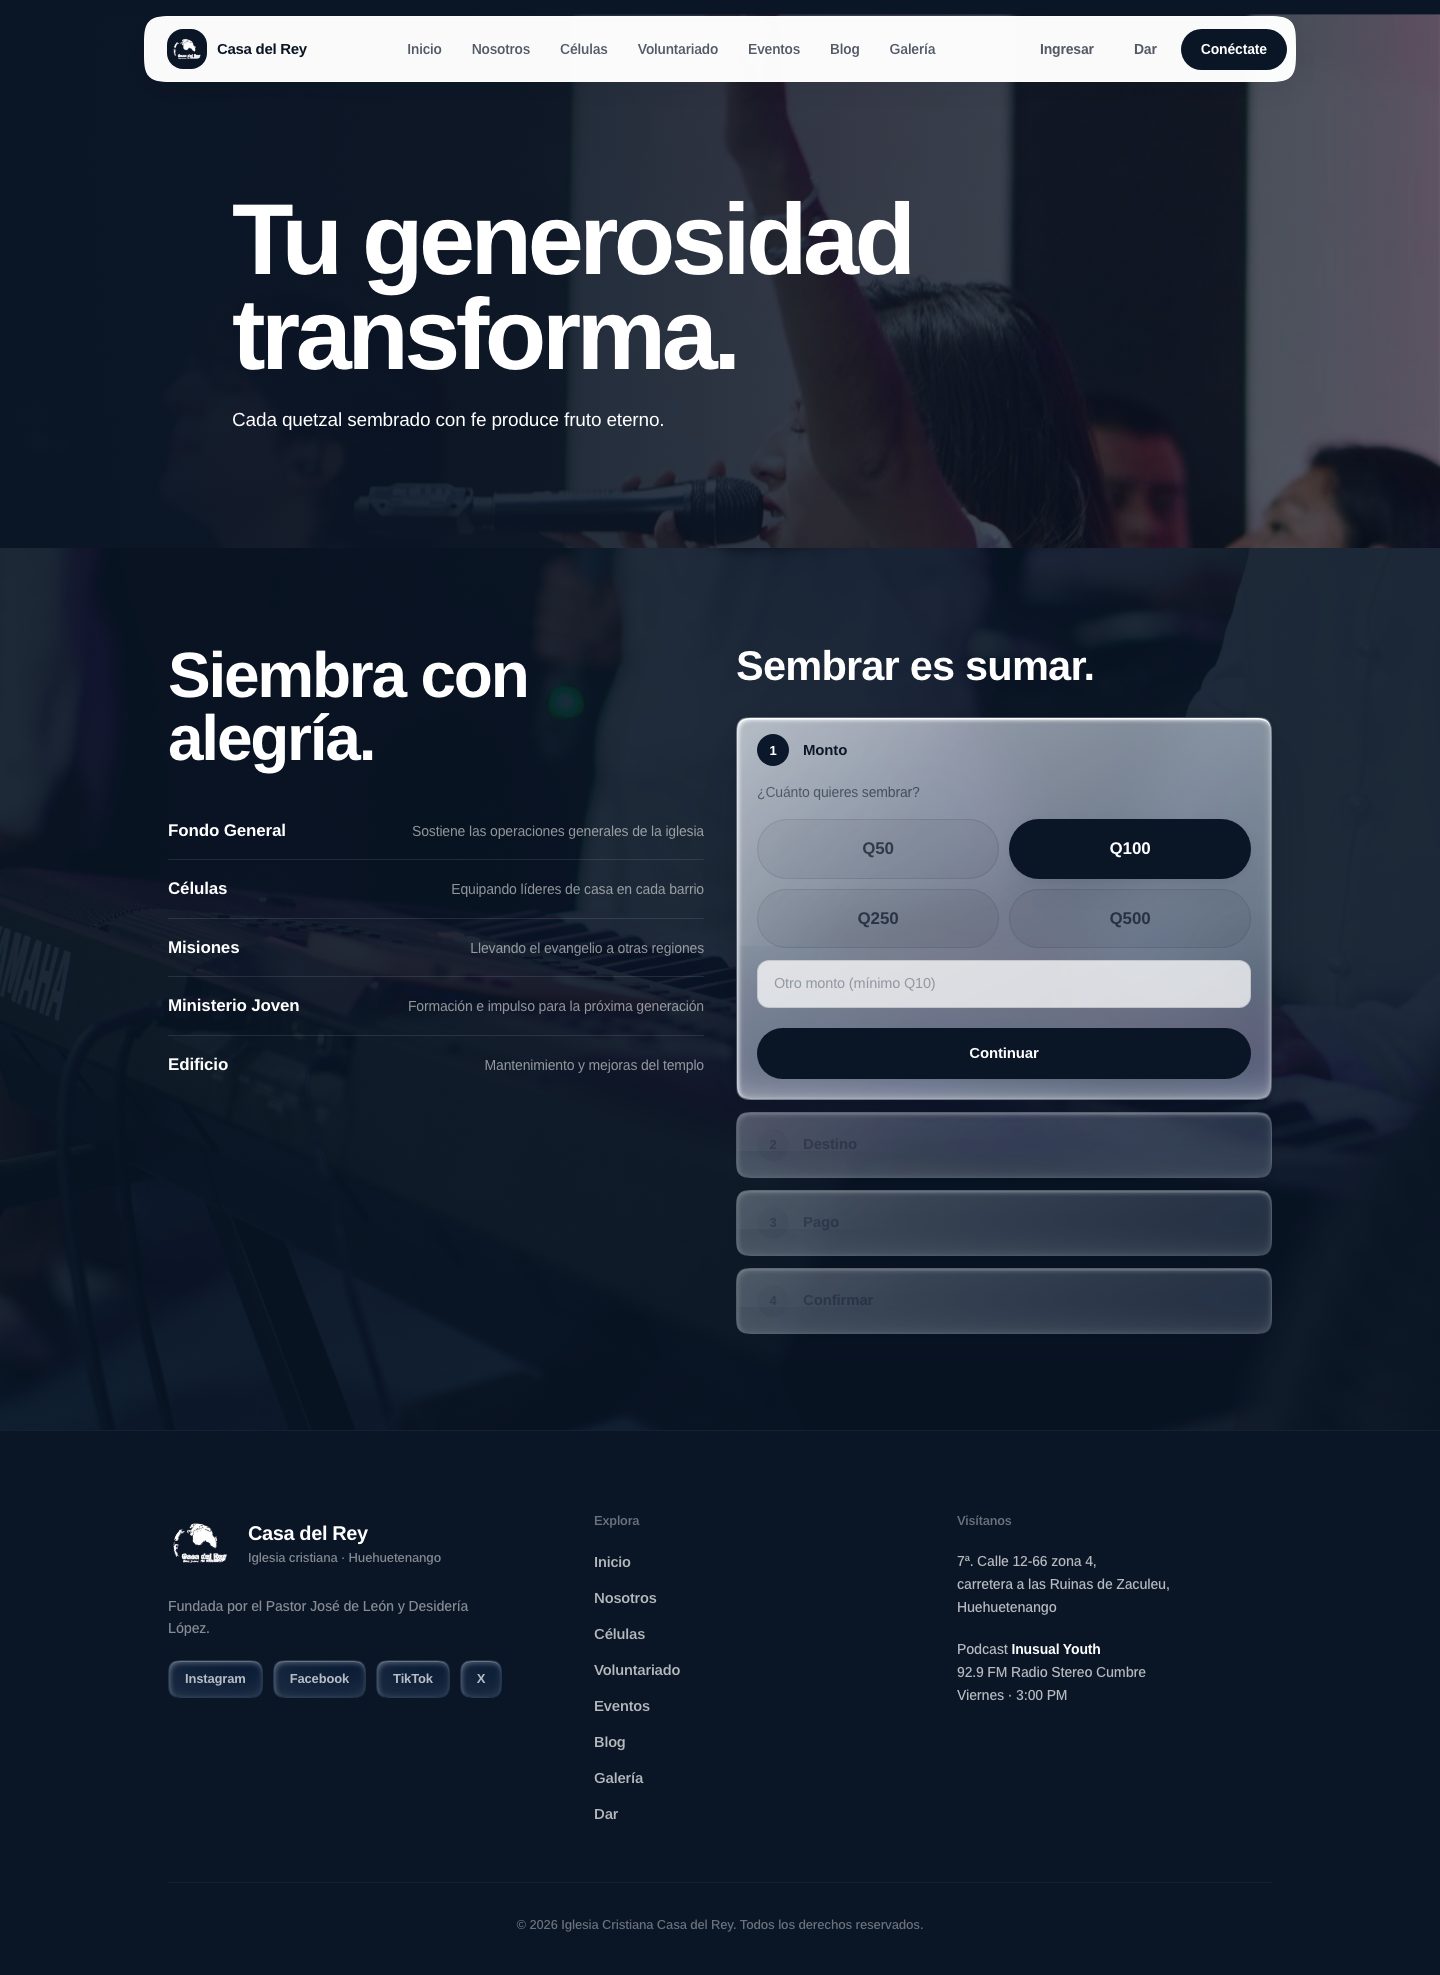 Casa del Rey
Inicio
Nosotros
Células
Voluntariado
Eventos
Blog
Galería
Ingresar
Dar
Conéctate
Tu generosidad
transforma.
Cada quetzal sembrado con fe produce fruto eterno.
Siembra con
alegría.
Fondo General
Sostiene las operaciones generales de la iglesia
Células
Equipando líderes de casa en cada barrio
Misiones
Llevando el evangelio a otras regiones
Ministerio Joven
Formación e impulso para la próxima generación
Edificio
Mantenimiento y mejoras del templo
YAMAHA
Sembrar es sumar.
1 Monto
¿Cuánto quieres sembrar?
Q50
Q100
Q250
Q500
Otro monto (mínimo Q10)
Continuar
2 Destino
3 Pago
4 Confirmar
Casa del Rey
Casa del Rey
Iglesia cristiana · Huehuetenango
Fundada por el Pastor José de León y Desidería
López.
Instagram
Facebook
TikTok
X
Explora
Inicio
Nosotros
Células
Voluntariado
Eventos
Blog
Galería
Dar
Visítanos
7ª. Calle 12-66 zona 4,
carretera a las Ruinas de Zaculeu,
Huehuetenango
Podcast Inusual Youth
92.9 FM Radio Stereo Cumbre
Viernes · 3:00 PM
© 2026 Iglesia Cristiana Casa del Rey. Todos los derechos reservados.